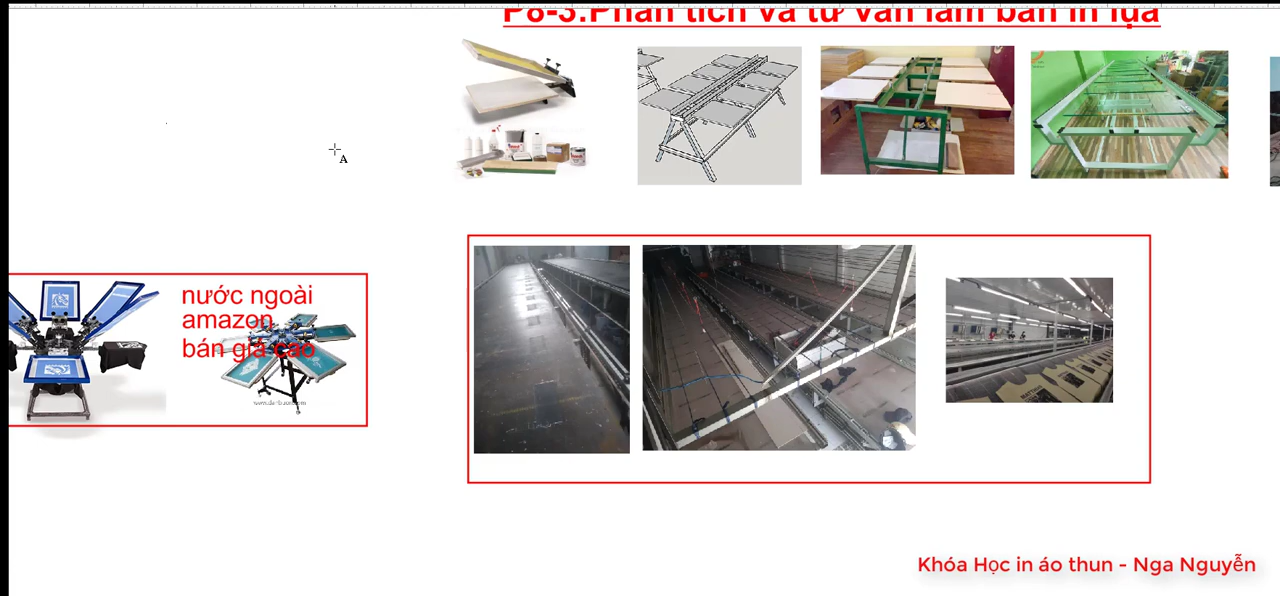 P8-3.Phân tích và tư vấn làm bàn in lụa
nước ngoài
amazon
bán giá cao
Khóa Học in áo thun - Nga Nguyễn